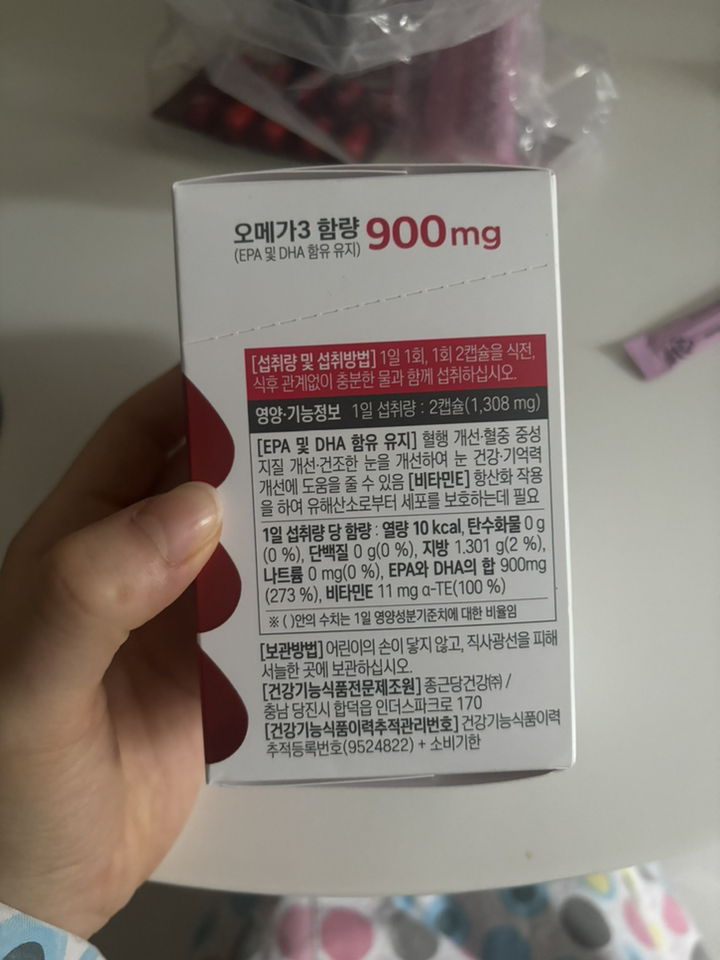 오메가3 함량 900mg
(EPA 및 DHA 함유 유지)
[섭취량 및 섭취방법] 1일 1회, 1회 2캡슐을 식전,
식후 관계없이 충분한 물과 함께 섭취하십시오.
영양·기능정보 1일 섭취량 : 2캡슐(1,308 mg)
[EPA 및 DHA 함유 유지] 혈행 개선·혈중 중성
지질 개선·건조한 눈을 개선하여 눈 건강·기억력
개선에 도움을 줄 수 있음 [비타민E] 항산화 작용
을 하여 유해산소로부터 세포를 보호하는데 필요
1일 섭취량 당 함량 : 열량 10 kcal, 탄수화물 0 g
(0 %), 단백질 0 g(0 %), 지방 1.301 g(2 %),
나트륨 0 mg(0 %), EPA와 DHA의 합 900mg
(273 %), 비타민E 11 mg α-TE(100 %)
※ ( )안의 수치는 1일 영양성분기준치에 대한 비율임
[보관방법] 어린이의 손이 닿지 않고, 직사광선을 피해
서늘한 곳에 보관하십시오.
[건강기능식품전문제조원] 종근당건강㈜ /
충남 당진시 합덕읍 인더스파크로 170
[건강기능식품이력추적관리번호] 건강기능식품이력
추적등록번호(9524822) + 소비기한